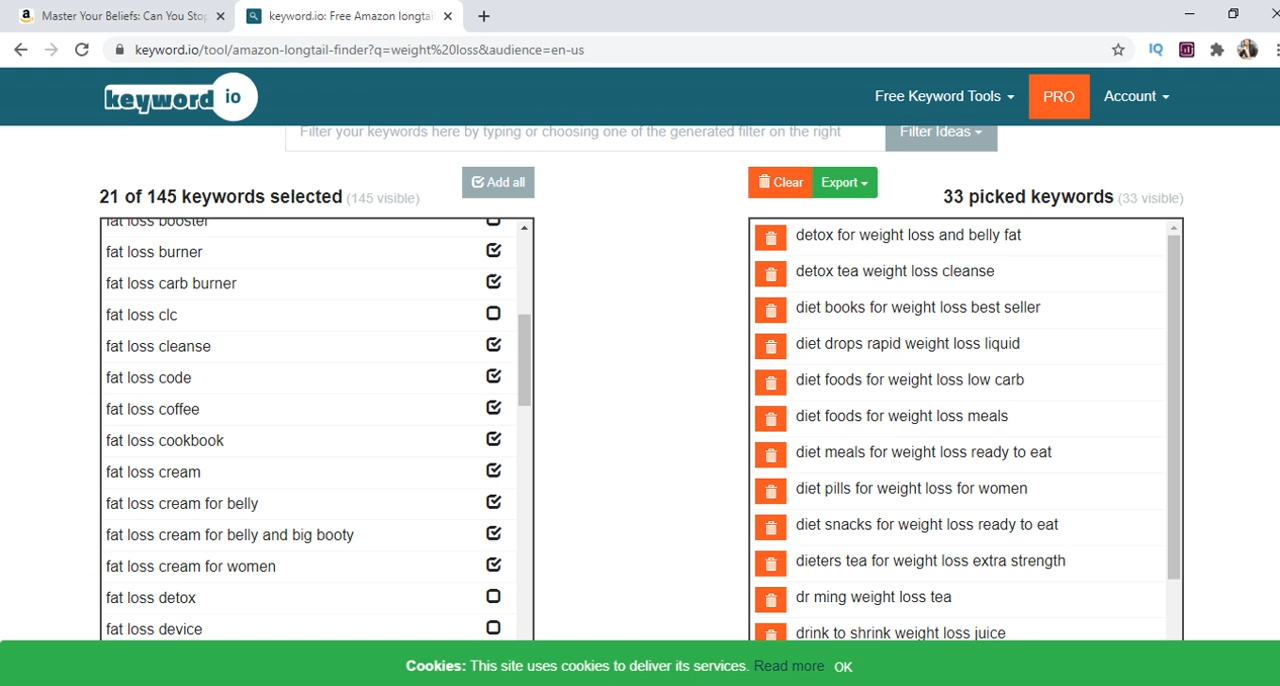 Master Your Beliefs: Can You Stop
keyword.io: Free Amazon longtai
keyword.io/tool/amazon-longtail-finder?q=weight%20loss&audience=en-us
IQ
keyword io
Free Keyword Tools
PRO
Account
Filter your keywords here by typing or choosing one of the generated filter on the right
Filter Ideas
21 of 145 keywords selected (145 visible)
Add all
Clear
Export
33 picked keywords (33 visible)
fat loss booster
fat loss burner
fat loss carb burner
fat loss clc
fat loss cleanse
fat loss code
fat loss coffee
fat loss cookbook
fat loss cream
fat loss cream for belly
fat loss cream for belly and big booty
fat loss cream for women
fat loss detox
fat loss device
detox for weight loss and belly fat
detox tea weight loss cleanse
diet books for weight loss best seller
diet drops rapid weight loss liquid
diet foods for weight loss low carb
diet foods for weight loss meals
diet meals for weight loss ready to eat
diet pills for weight loss for women
diet snacks for weight loss ready to eat
dieters tea for weight loss extra strength
dr ming weight loss tea
drink to shrink weight loss juice
Cookies: This site uses cookies to deliver its services. Read more OK